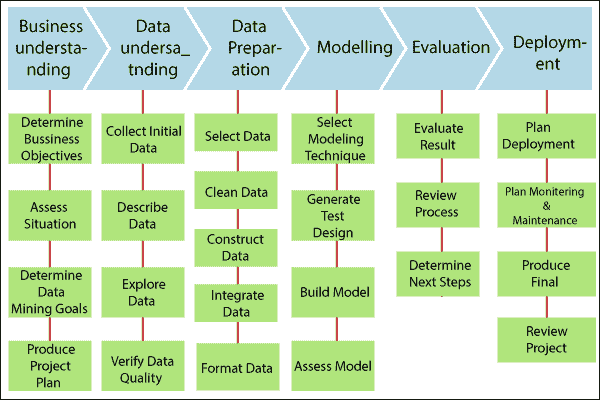 Business
understa-
nding
Data
undersa_
tnding
Data
Prepar-
ation
Modelling
Evaluation
Deploym-
ent
Determine
Bussiness
Objectives
Assess
Situation
Determine
Data
Mining Goals
Produce
Project
Plan
Collect Initial
Data
Describe
Data
Explore
Data
Verify Data
Quality
Select Data
Clean Data
Construct
Data
Integrate
Data
Format Data
Select
Modeling
Technique
Generate
Test
Design
Build Model
Assess Model
Evaluate
Result
Review
Process
Determine
Next Steps
Plan
Deployment
Plan Monitering
&
Maintenance
Produce
Final
Review
Project